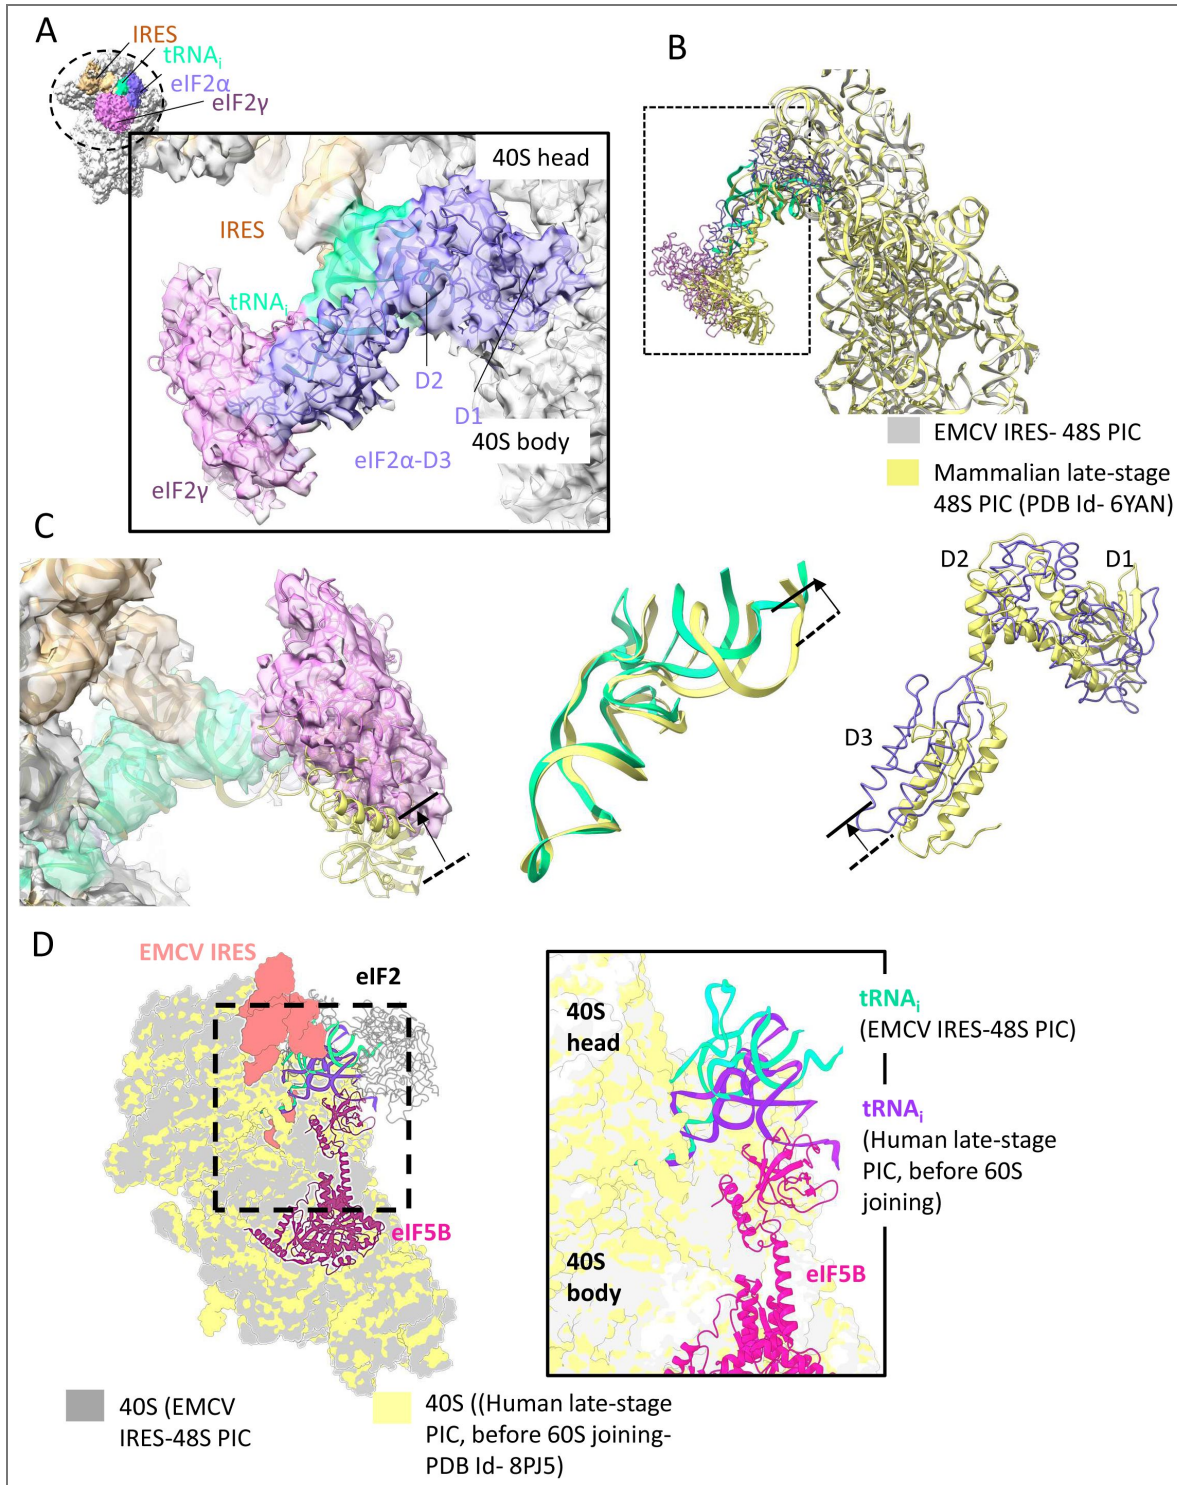 A
IRES
tRNAi
eIF2α
eIF2γ
40S head
IRES
tRNAi
D2
D1
40S body
eIF2α-D3
eIF2γ
B
EMCV IRES- 48S PIC
Mammalian late-stage
48S PIC (PDB Id- 6YAN)
C
D2
D1
D3
D
EMCV IRES
eIF2
eIF5B
40S
head
40S
body
eIF5B
tRNAi
(EMCV IRES-48S PIC)
tRNAi
(Human late-stage
PIC, before 60S
joining)
40S (EMCV
IRES-48S PIC
40S ((Human late-stage
PIC, before 60S joining-
PDB Id- 8PJ5)